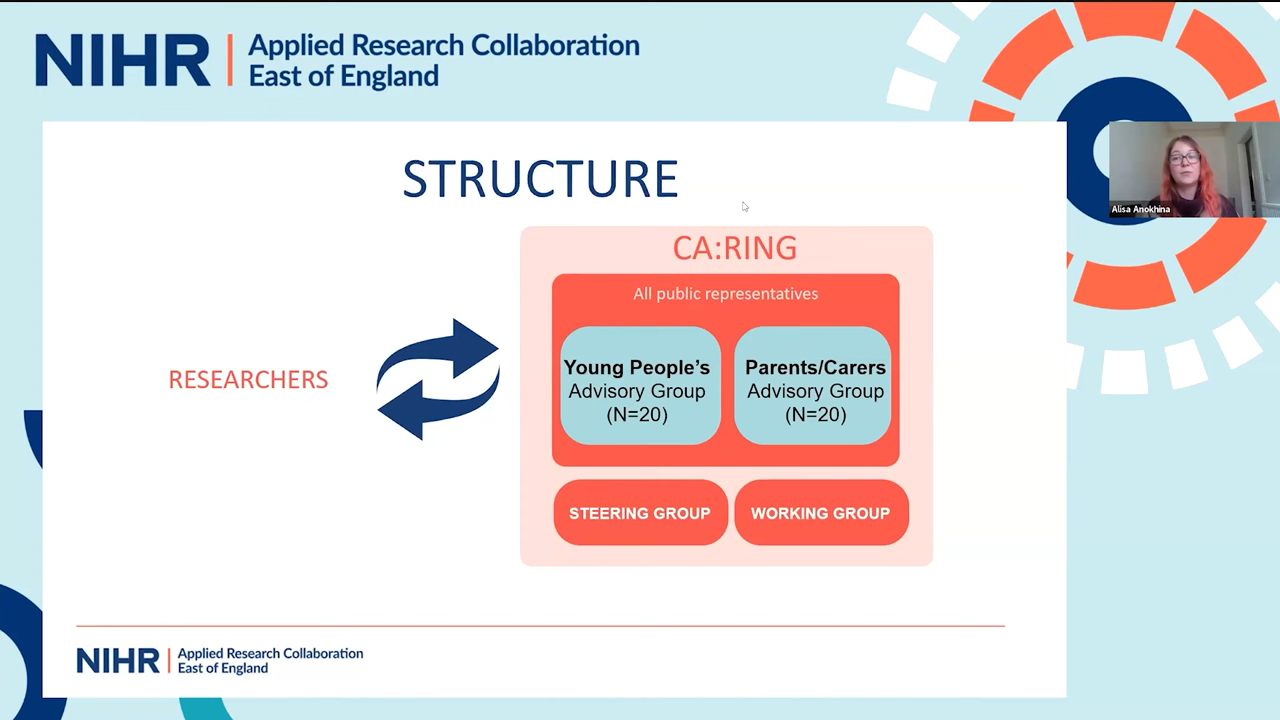 NIHR
Applied Research Collaboration
East of England
STRUCTURE
Alisa Anokhina
CA:RING
All public representatives
RESEARCHERS
Young People's
Advisory Group
(N=20)
Parents/Carers
Advisory Group
(N=20)
STEERING GROUP
WORKING GROUP
NIHR
Applied Research Collaboration
East of England